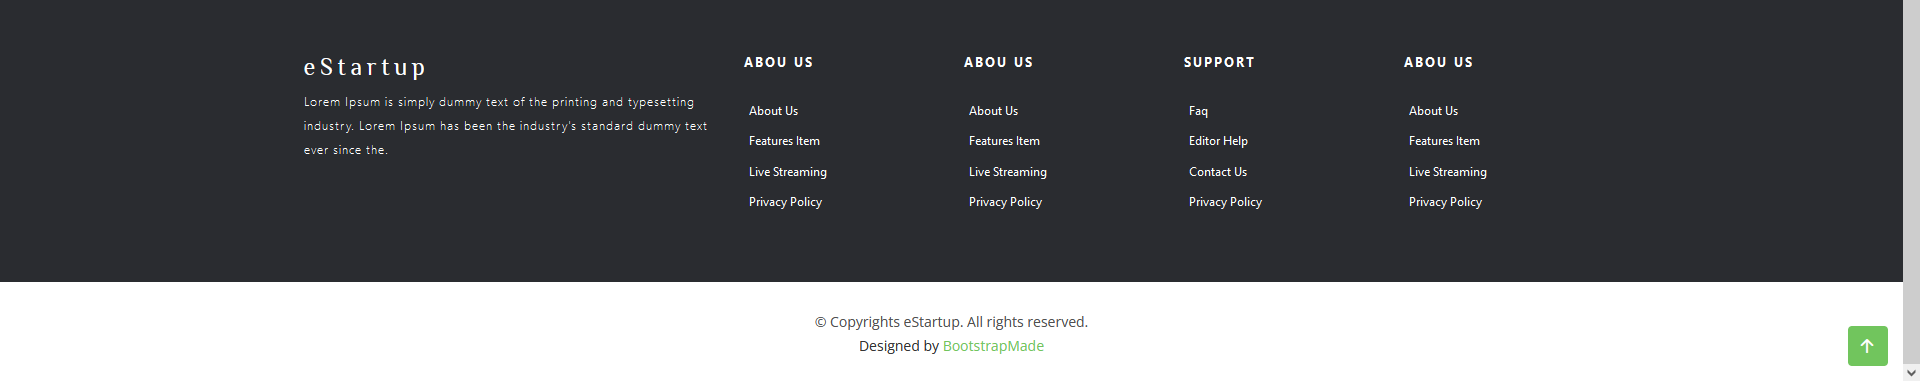 eStartup
Lorem Ipsum is simply dummy text of the printing and typesetting
industry. Lorem Ipsum has been the industry's standard dummy text
ever since the.
ABOU US
About Us
Features Item
Live Streaming
Privacy Policy
ABOU US
About Us
Features Item
Live Streaming
Privacy Policy
SUPPORT
Faq
Editor Help
Contact Us
Privacy Policy
ABOU US
About Us
Features Item
Live Streaming
Privacy Policy
© Copyrights eStartup. All rights reserved.
Designed by BootstrapMade